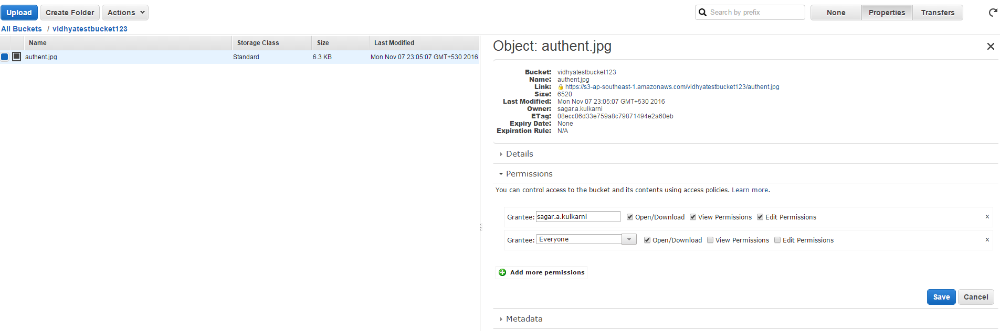 Upload Create Folder Actions Search by prefix None Properties Transfers
All Buckets / vidhyatestbucket123
Name Storage Class Size Last Modified
authent.jpg Standard 6.3 KB Mon Nov 07 23:05:07 GMT+530 2016
Object: authent.jpg
Bucket: vidhyatestbucket123
Name: authent.jpg
Link: https://s3-ap-southeast-1.amazonaws.com/vidhyatestbucket123/authent.jpg
Size: 6520
Last Modified: Mon Nov 07 23:05:07 GMT+530 2016
Owner: sagar.a.kulkarni
ETag: 08ecc06d33e759a8c79871494e2a60eb
Expiry Date: None
Expiration Rule: N/A
Details
Permissions
You can control access to the bucket and its contents using access policies. Learn more.
Grantee: sagar.a.kulkarni Open/Download View Permissions Edit Permissions x
Grantee: Everyone Open/Download View Permissions Edit Permissions x
Add more permissions
Save Cancel
Metadata